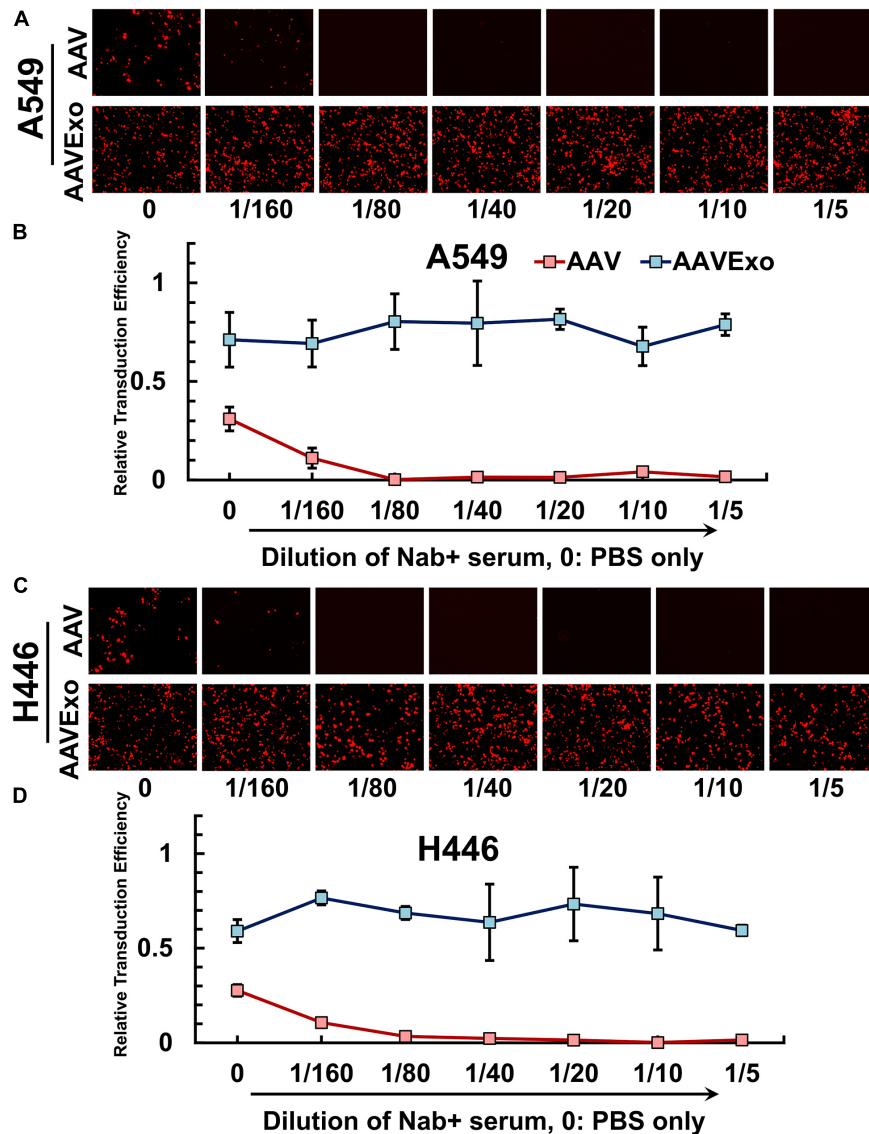 A
A549
AAV
AAVExo
0 1/160 1/80 1/40 1/20 1/10 1/5
B
A549 AAV AAVExo
Relative Transduction Efficiency
1
0.5
0
0 1/160 1/80 1/40 1/20 1/10 1/5
Dilution of Nab+ serum, 0: PBS only
C
H446
AAV
AAVExo
0 1/160 1/80 1/40 1/20 1/10 1/5
D
H446
Relative Transduction Efficiency
1
0.5
0
0 1/160 1/80 1/40 1/20 1/10 1/5
Dilution of Nab+ serum, 0: PBS only